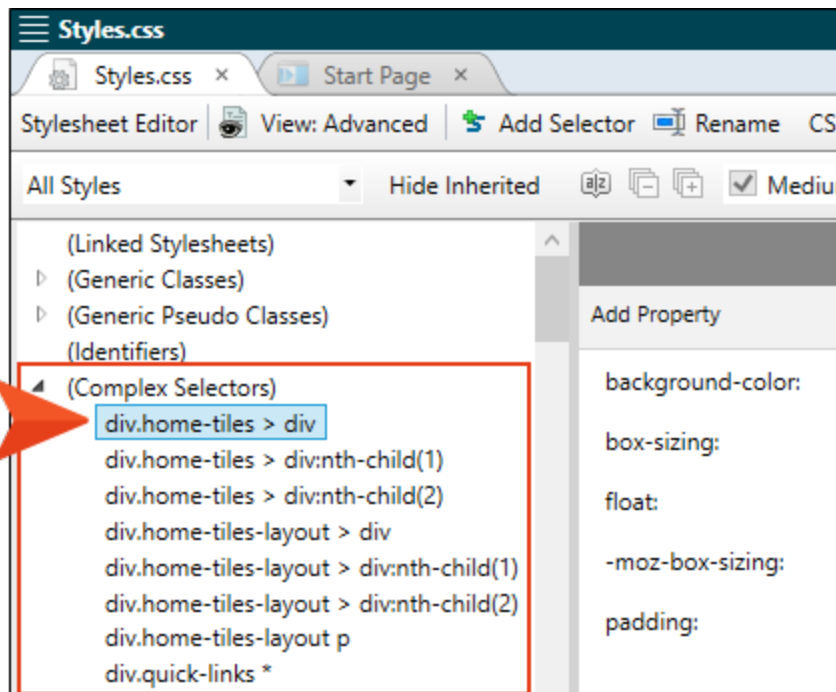 Styles.css
Styles.css × Start Page ×
Stylesheet Editor View: Advanced Add Selector Rename CS
All Styles Hide Inherited a|z Mediu
(Linked Stylesheets)
(Generic Classes)
(Generic Pseudo Classes)
Add Property
(Identifiers)
(Complex Selectors)
background-color:
div.home-tiles > div
box-sizing:
div.home-tiles > div:nth-child(1)
div.home-tiles > div:nth-child(2)
float:
div.home-tiles-layout > div
div.home-tiles-layout > div:nth-child(1)
-moz-box-sizing:
div.home-tiles-layout > div:nth-child(2)
padding:
div.home-tiles-layout p
div.quick-links *